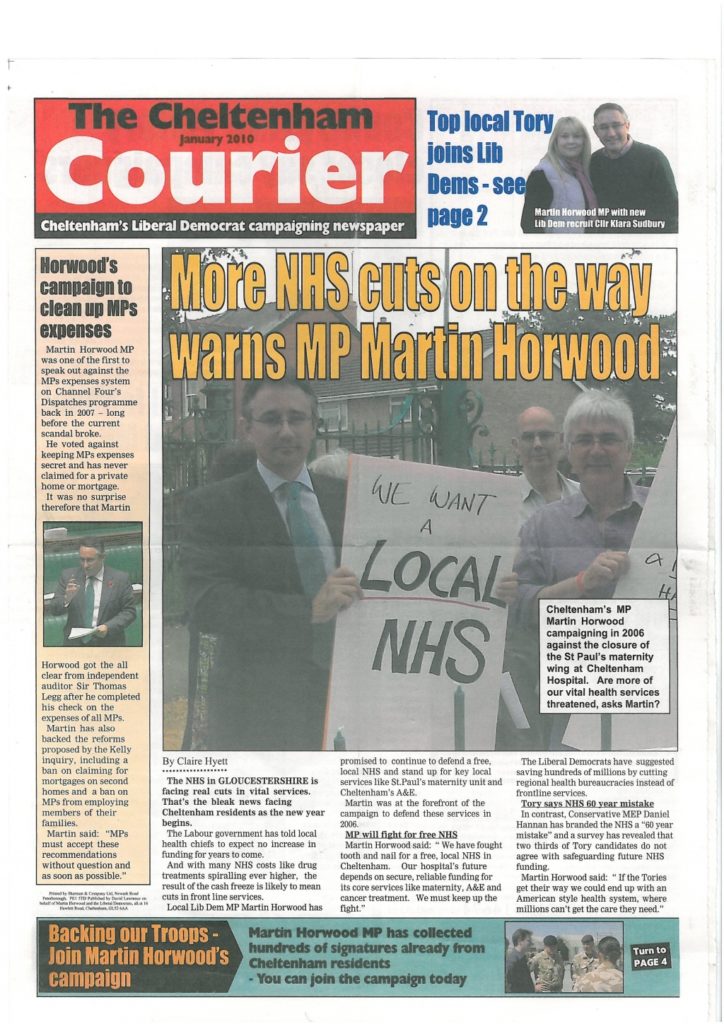 The Cheltenham
January 2010
Courier
Cheltenham's Liberal Democrat campaigning newspaper
Top local Tory
joins Lib
Dems - see
page 2
Martin Horwood MP with new
Lib Dem recruit Cllr Klara Sudbury
Horwood's
campaign to
clean up MPs
expenses
Martin Horwood MP
was one of the first to
speak out against the
MPs expenses system
on Channel Four's
Dispatches programme
back in 2007 – long
before the current
scandal broke.
He voted against
keeping MPs expenses
secret and has never
claimed for a private
home or mortgage.
It was no surprise
therefore that Martin
Horwood got the all
clear from independent
auditor Sir Thomas
Legg after he completed
his check on the
expenses of all MPs.
Martin has also
backed the reforms
proposed by the Kelly
inquiry, including a
ban on claiming for
mortgages on second
homes and a ban on
MPs from employing
members of their
families.
Martin said: "MPs
must accept these
recommendations
without question and
as soon as possible."
Printed by Sharman & Company Ltd, Newark Road
Peterborough, PE1 5TD Published by David Lawrence on
behalf of Martin Horwood and the Liberal Democrats, all at 16
Hewlett Road, Cheltenham, GL52 6AA
More NHS cuts on the way
warns MP Martin Horwood
WE WANT
A
LOCAL
NHS
Cheltenham's MP
Martin Horwood
campaigning in 2006
against the closure of
the St Paul's maternity
wing at Cheltenham
Hospital. Are more of
our vital health services
threatened, asks Martin?
By Claire Hyett
The NHS in GLOUCESTERSHIRE is
facing real cuts in vital services.
That's the bleak news facing
Cheltenham residents as the new year
begins.
The Labour government has told local
health chiefs to expect no increase in
funding for years to come.
And with many NHS costs like drug
treatments spiralling ever higher, the
result of the cash freeze is likely to mean
cuts in front line services.
Local Lib Dem MP Martin Horwood has
promised to continue to defend a free,
local NHS and stand up for key local
services like St.Paul's maternity unit and
Cheltenham's A&E.
Martin was at the forefront of the
campaign to defend these services in
2006.
MP will fight for free NHS
Martin Horwood said: " We have fought
tooth and nail for a free, local NHS in
Cheltenham. Our hospital's future
depends on secure, reliable funding for
its core services like maternity, A&E and
cancer treatment. We must keep up the
fight."
The Liberal Democrats have suggested
saving hundreds of millions by cutting
regional health bureaucracies instead of
frontline services.
Tory says NHS 60 year mistake
In contrast, Conservative MEP Daniel
Hannan has branded the NHS a "60 year
mistake" and a survey has revealed that
two thirds of Tory candidates do not
agree with safeguarding future NHS
funding.
Martin Horwood said: " If the Tories
get their way we could end up with an
American style health system, where
millions can't get the care they need."
Backing our Troops -
Join Martin Horwood's
campaign
Martin Horwood MP has collected
hundreds of signatures already from
Cheltenham residents
- You can join the campaign today
Turn to
PAGE 4